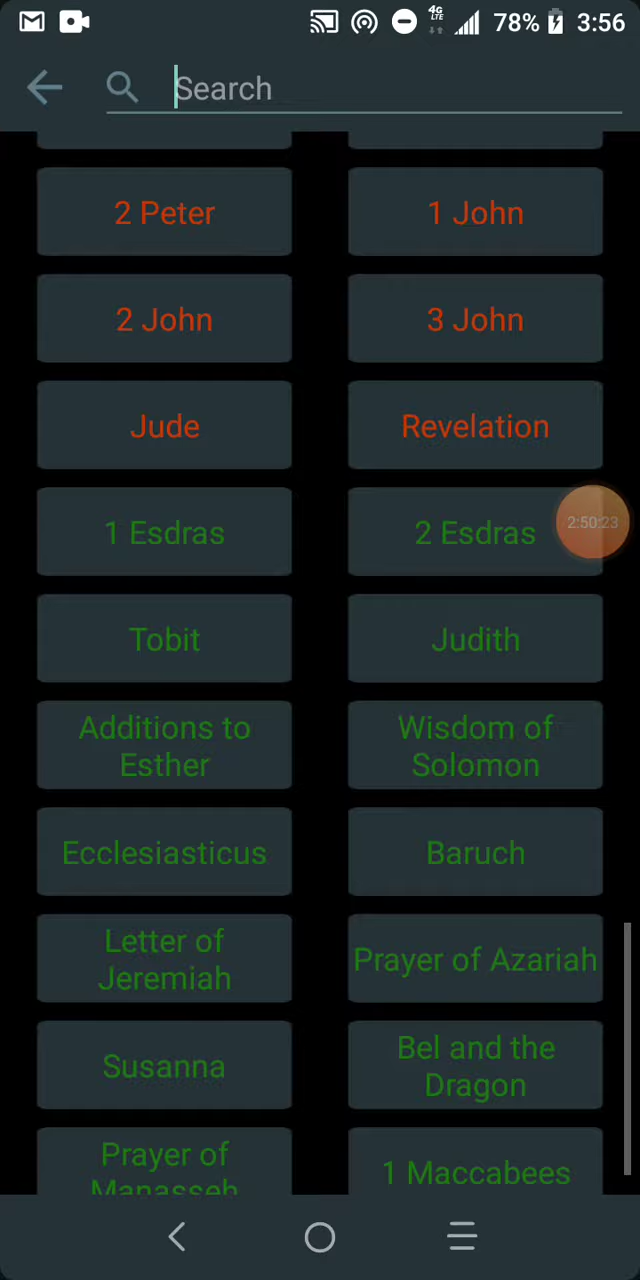 4G
LTE
78%
3:56
Search
2 Peter
1 John
2 John
3 John
Jude
Revelation
1 Esdras
2 Esdras
2:50:23
Tobit
Judith
Additions to
Esther
Wisdom of
Solomon
Ecclesiasticus
Baruch
Letter of
Jeremiah
Prayer of Azariah
Susanna
Bel and the
Dragon
Prayer of
Manasseh
1 Maccabees